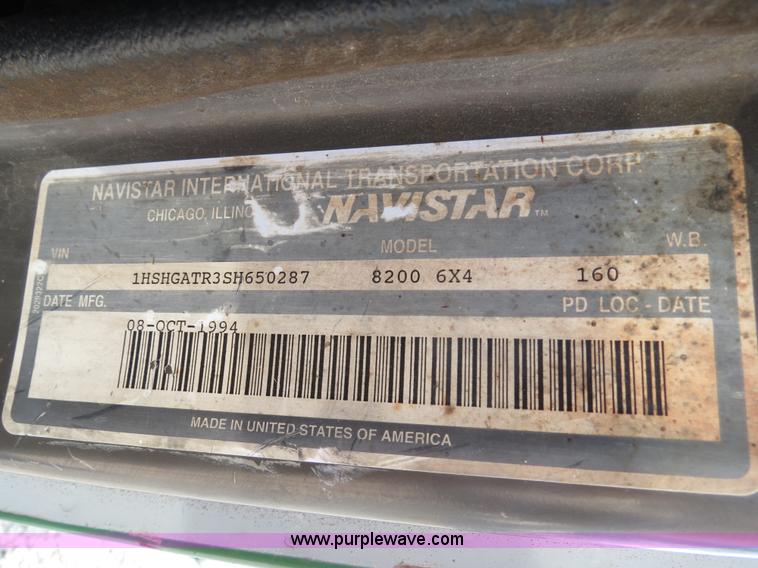 NAVISTAR INTERNATIONAL TRANSPORTATION CORP.
CHICAGO, ILLINO NAVISTAR™
VIN MODEL W.B.
1HSHGATR3SH650287 8200 6X4 160
DATE MFG. PD LOC - DATE
08-OCT-1994
MADE IN UNITED STATES OF AMERICA
www.purplewave.com